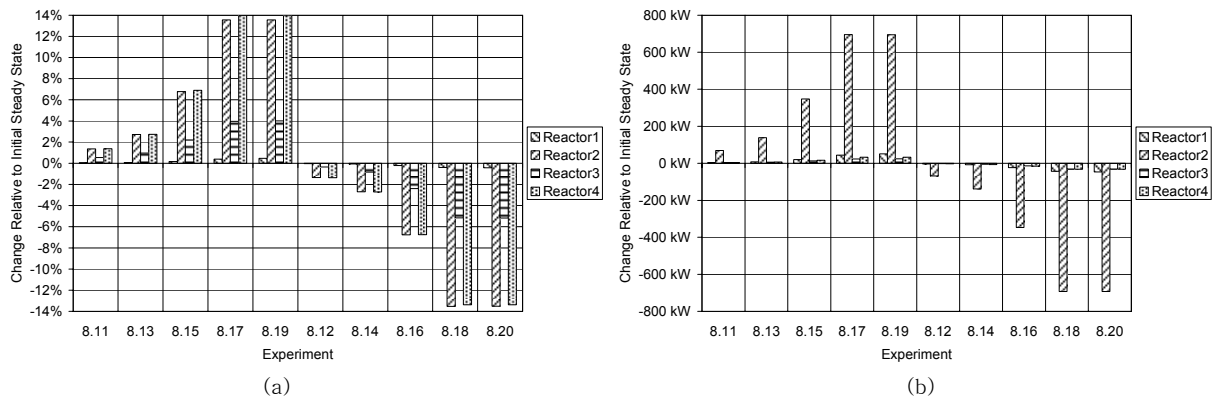 Change Relative to Initial Steady State
14%
12%
10%
8%
6%
4%
2%
0%
-2%
-4%
-6%
-8%
-10%
-12%
-14%
8.11 8.13 8.15 8.17 8.19 8.12 8.14 8.16 8.18 8.20
Experiment
Reactor1
Reactor2
Reactor3
Reactor4
(a)
Change Relative to Initial Steady State
800 kW
600 kW
400 kW
200 kW
0 kW
-200 kW
-400 kW
-600 kW
-800 kW
8.11 8.13 8.15 8.17 8.19 8.12 8.14 8.16 8.18 8.20
Experiment
Reactor1
Reactor2
Reactor3
Reactor4
(b)